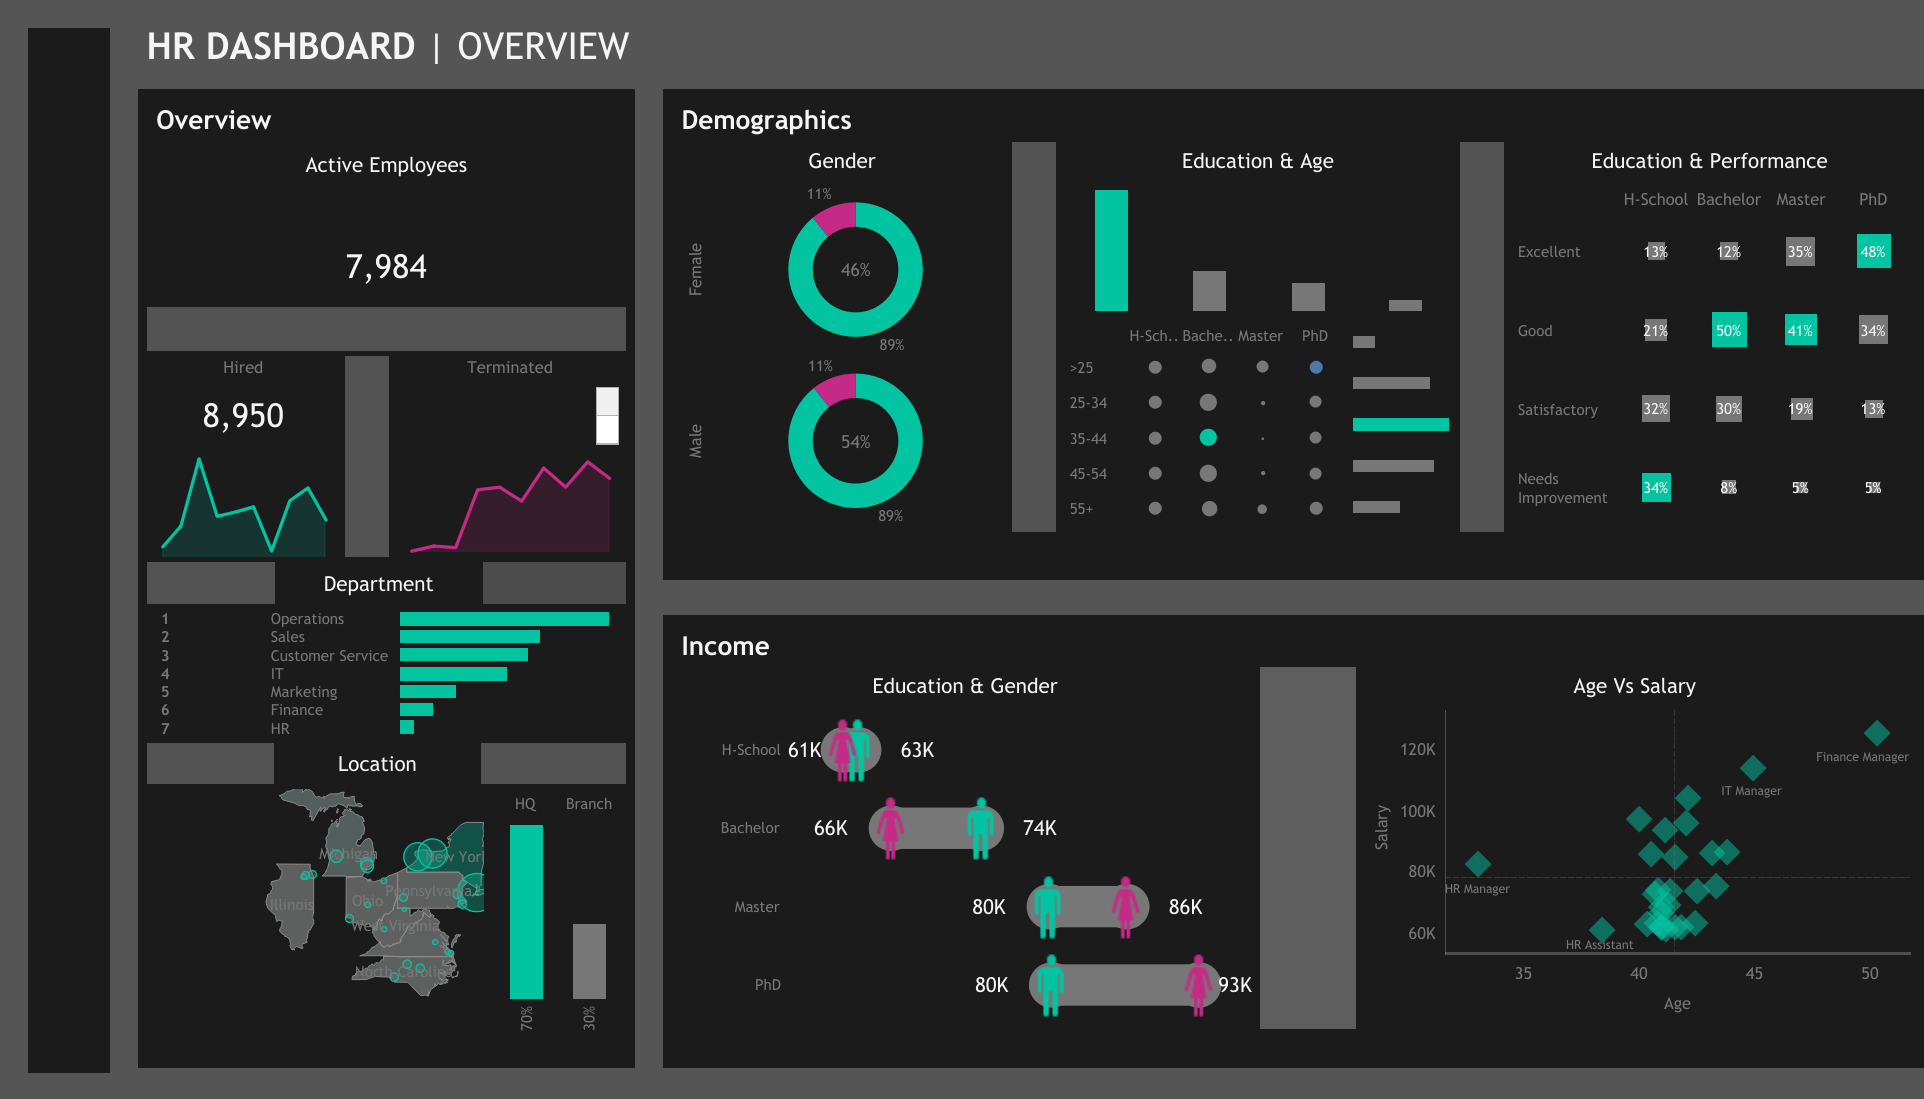 HR DASHBOARD | OVERVIEW
Overview
Active Employees
7,984
Hired
Terminated
8,950
Department
1 Operations
2 Sales
3 Customer Service
4 IT
5 Marketing
6 Finance
7 HR
Location
HQ Branch
Michigan
New Yor
Pennsylvania
Illinois
Ohio
West Virginia
North Carolin
70%
30%
Demographics
Gender
Female
11%
46%
89%
Male
11%
54%
89%
Education & Age
H-Sch.. Bache.. Master PhD
>25
25-34
35-44
45-54
55+
Education & Performance
H-School Bachelor Master PhD
Excellent 13% 12% 35% 48%
Good 21% 50% 41% 34%
Satisfactory 32% 30% 19% 13%
Needs
Improvement 34% 8% 5% 5%
Income
Education & Gender
H-School 61K 63K
Bachelor 66K 74K
Master 80K 86K
PhD 80K 93K
Age Vs Salary
Salary
120K
100K
80K
60K
Finance Manager
IT Manager
HR Manager
HR Assistant
35 40 45 50
Age